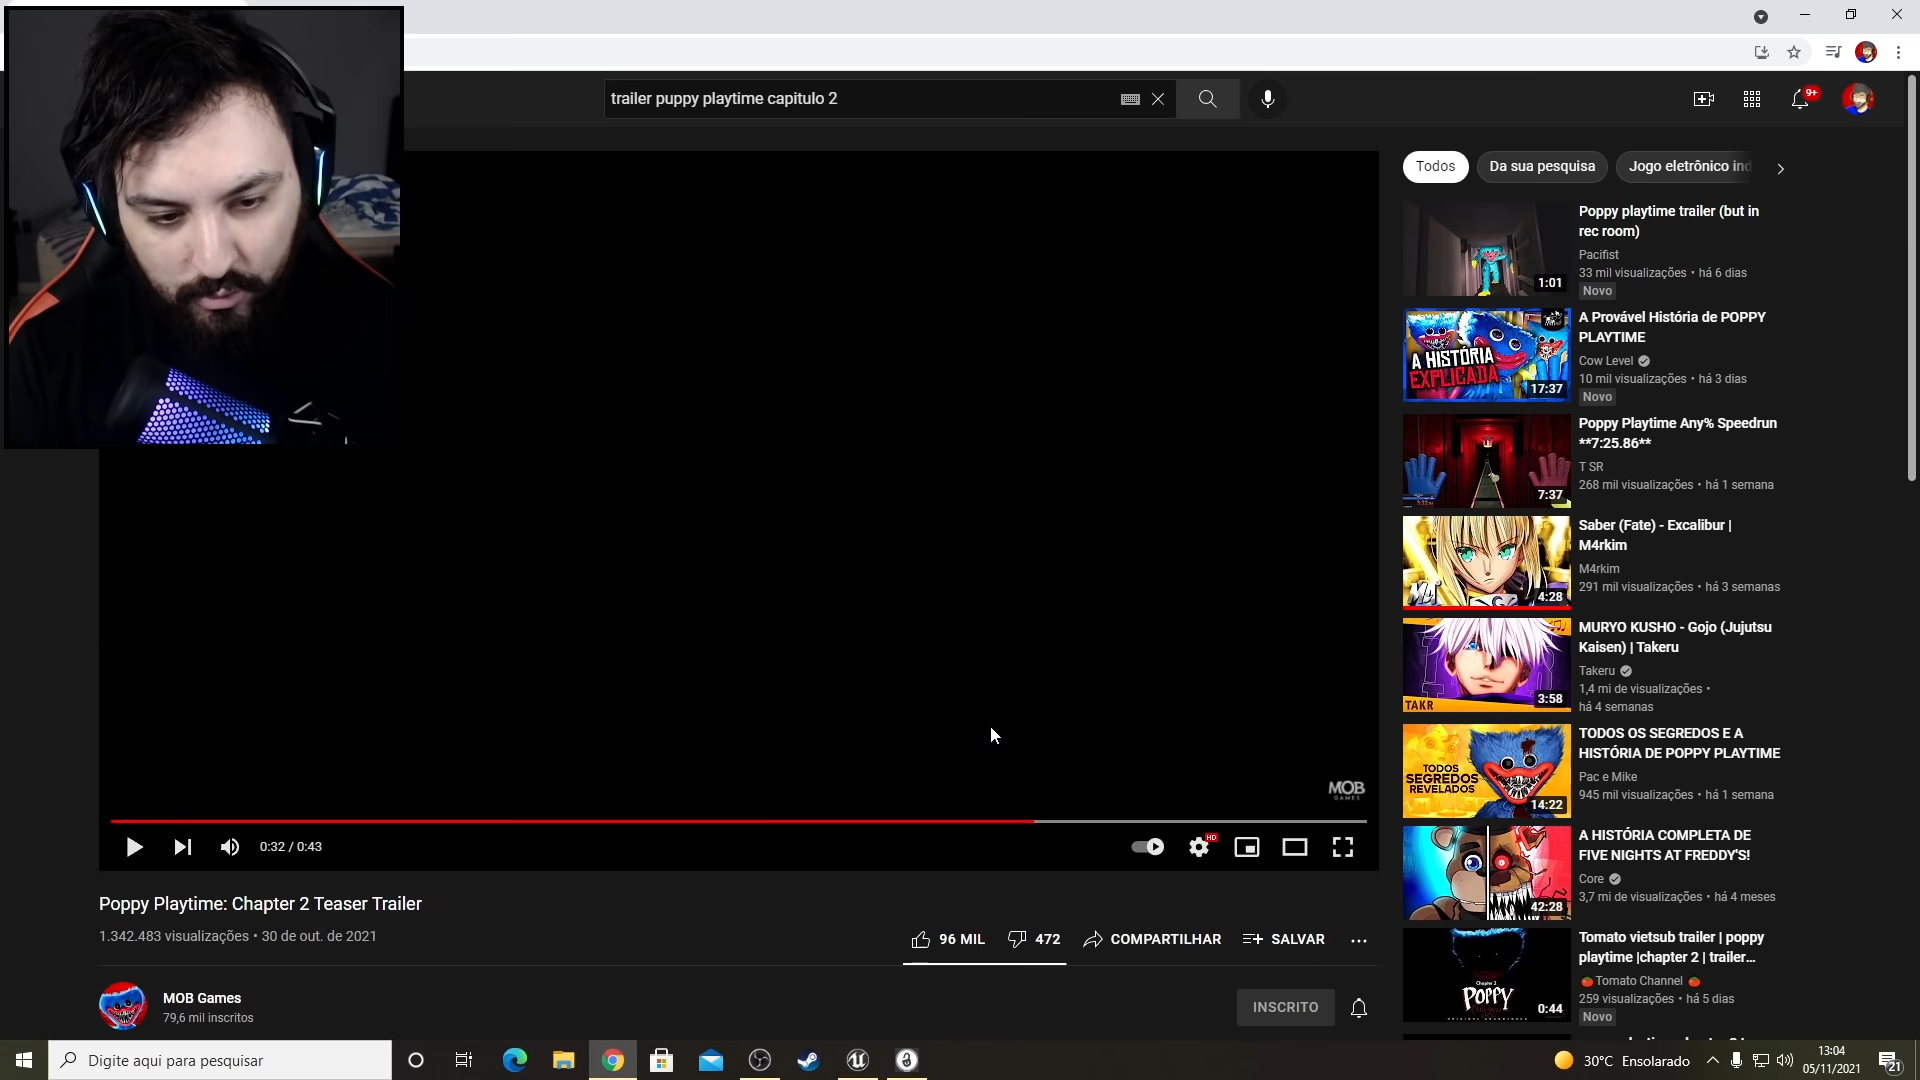 trailer puppy playtime capitulo 2
9+
Todos
Da sua pesquisa
Jogo eletrônico ind
Poppy playtime trailer (but in
rec room)
Pacifist
33 mil visualizações • há 6 dias
Novo
1:01
A HISTÓRIA
EXPLICADA
17:37
A Provável História de POPPY
PLAYTIME
Cow Level
10 mil visualizações • há 3 dias
Novo
7:37
Poppy Playtime Any% Speedrun
**7:25.86**
T SR
268 mil visualizações • há 1 semana
4:28
Saber (Fate) - Excalibur |
M4rkim
M4rkim
291 mil visualizações • há 3 semanas
TAKR
3:58
MURYO KUSHO - Gojo (Jujutsu
Kaisen) | Takeru
Takeru
1,4 mi de visualizações •
há 4 semanas
TODOS
SEGREDOS
REVELADOS
14:22
TODOS OS SEGREDOS E A
HISTÓRIA DE POPPY PLAYTIME
Pac e Mike
945 mil visualizações • há 1 semana
42:28
A HISTÓRIA COMPLETA DE
FIVE NIGHTS AT FREDDY'S!
Core
3,7 mi de visualizações • há 4 meses
Chapter 2
POPPY
0:44
Tomato vietsub trailer | poppy
playtime |chapter 2 | trailer...
Tomato Channel
259 visualizações • há 5 dias
Novo
MOB
GAMES
0:32 / 0:43
HD
Poppy Playtime: Chapter 2 Teaser Trailer
1.342.483 visualizações • 30 de out. de 2021
96 MIL
472
COMPARTILHAR
SALVAR
MOB Games
79,6 mil inscritos
INSCRITO
Digite aqui para pesquisar
30°C Ensolarado
13:04
05/11/2021
21